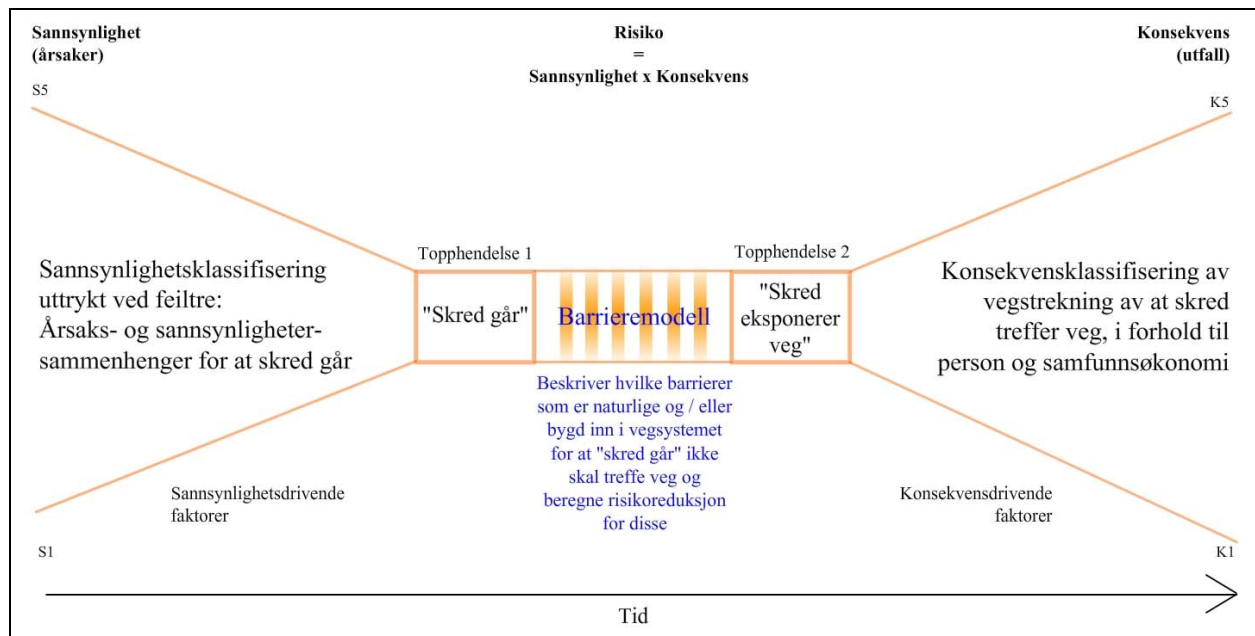 Sannsynlighet
(årsaker)
Risiko
=
Sannsynlighet x Konsekvens
Konsekvens
(utfall)
S5
K5
Topphendelse 1
Topphendelse 2
Sannsynlighetsklassifisering
uttrykt ved feiltre:
Årsaks- og sannsynligheter-
sammenhenger for at skred går
"Skred går"
Barrieremodell
"Skred
eksponerer
veg"
Konsekvensklassifisering av
vegstrekning av at skred
treffer veg, i forhold til
person og samfunnsøkonomi
Beskriver hvilke barrierer
som er naturlige og / eller
bygd inn i vegsystemet
for at "skred går" ikke
skal treffe veg og
beregne risikoreduksjon
for disse
Sannsynlighetsdrivende
faktorer
Konsekvensdrivende
faktorer
S1
K1
Tid